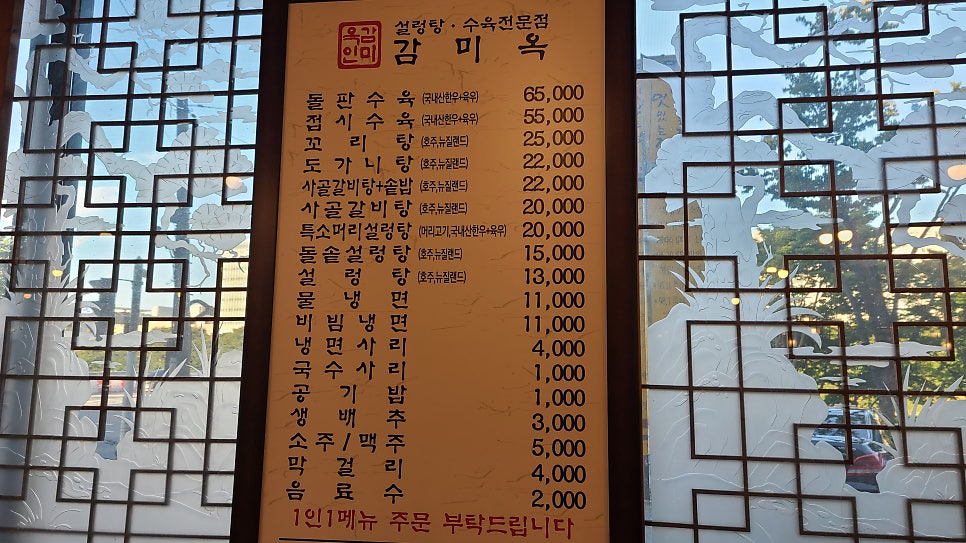 설렁탕·수육전문점
감미옥
감미옥인
돌판수육 (국내산한우+육우) 65,000
접시수육 (국내산한우+육우) 55,000
꼬리탕 (호주,뉴질랜드) 25,000
도가니탕 (호주,뉴질랜드) 22,000
사골갈비탕+솥밥 (호주,뉴질랜드) 22,000
사골갈비탕 (호주,뉴질랜드) 20,000
특소머리설렁탕 (머리고기,국내산한우+육우) 20,000
돌솥설렁탕 (호주,뉴질랜드) 15,000
설렁탕 (호주,뉴질랜드) 13,000
물냉면 11,000
비빔냉면 11,000
냉면사리 4,000
국수사리 1,000
공기밥 1,000
생배추 3,000
소주/맥주 5,000
막걸리 4,000
음료수 2,000
1인1메뉴 주문 부탁드립니다